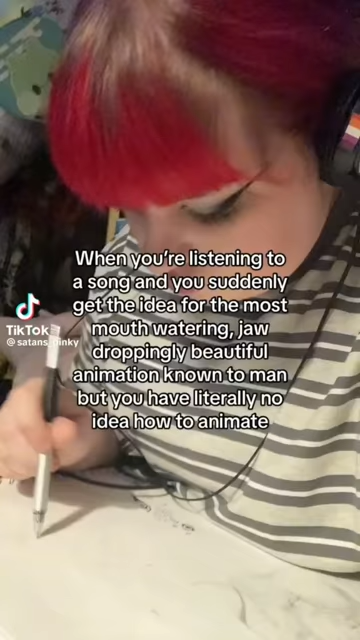 When you're listening to
a song and you suddenly
get the idea for the most
mouth watering, jaw
droppingly beautiful
animation known to man
but you have literally no
idea how to animate
TikTok
@satans_pinky